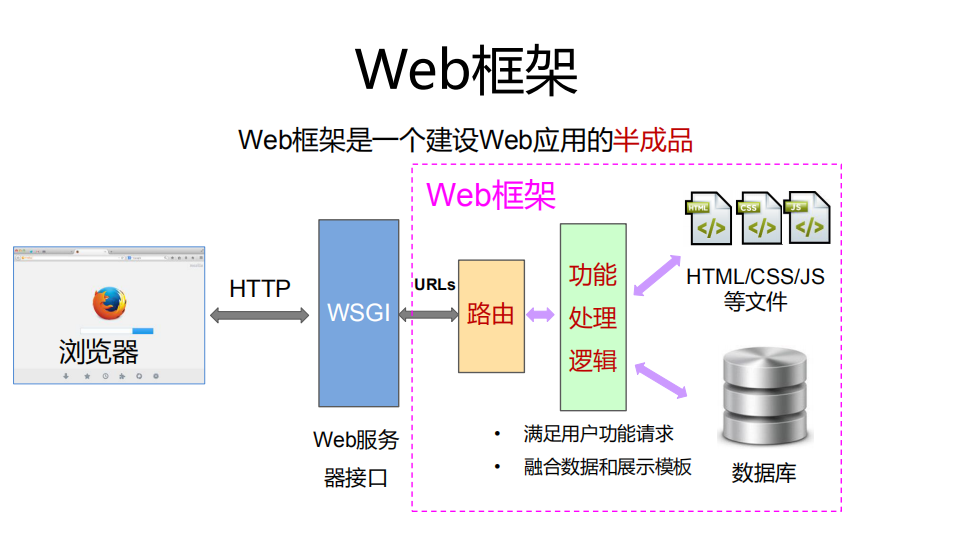 Web框架
Web框架是一个建设Web应用的半成品
Web框架
HTML
CSS
JS
</>
</>
</>
HTTP
URLs
WSGI
路由
功能
处理
逻辑
HTML/CSS/JS
等文件
浏览器
Web服务
器接口
• 满足用户功能请求
• 融合数据和展示模板
数据库